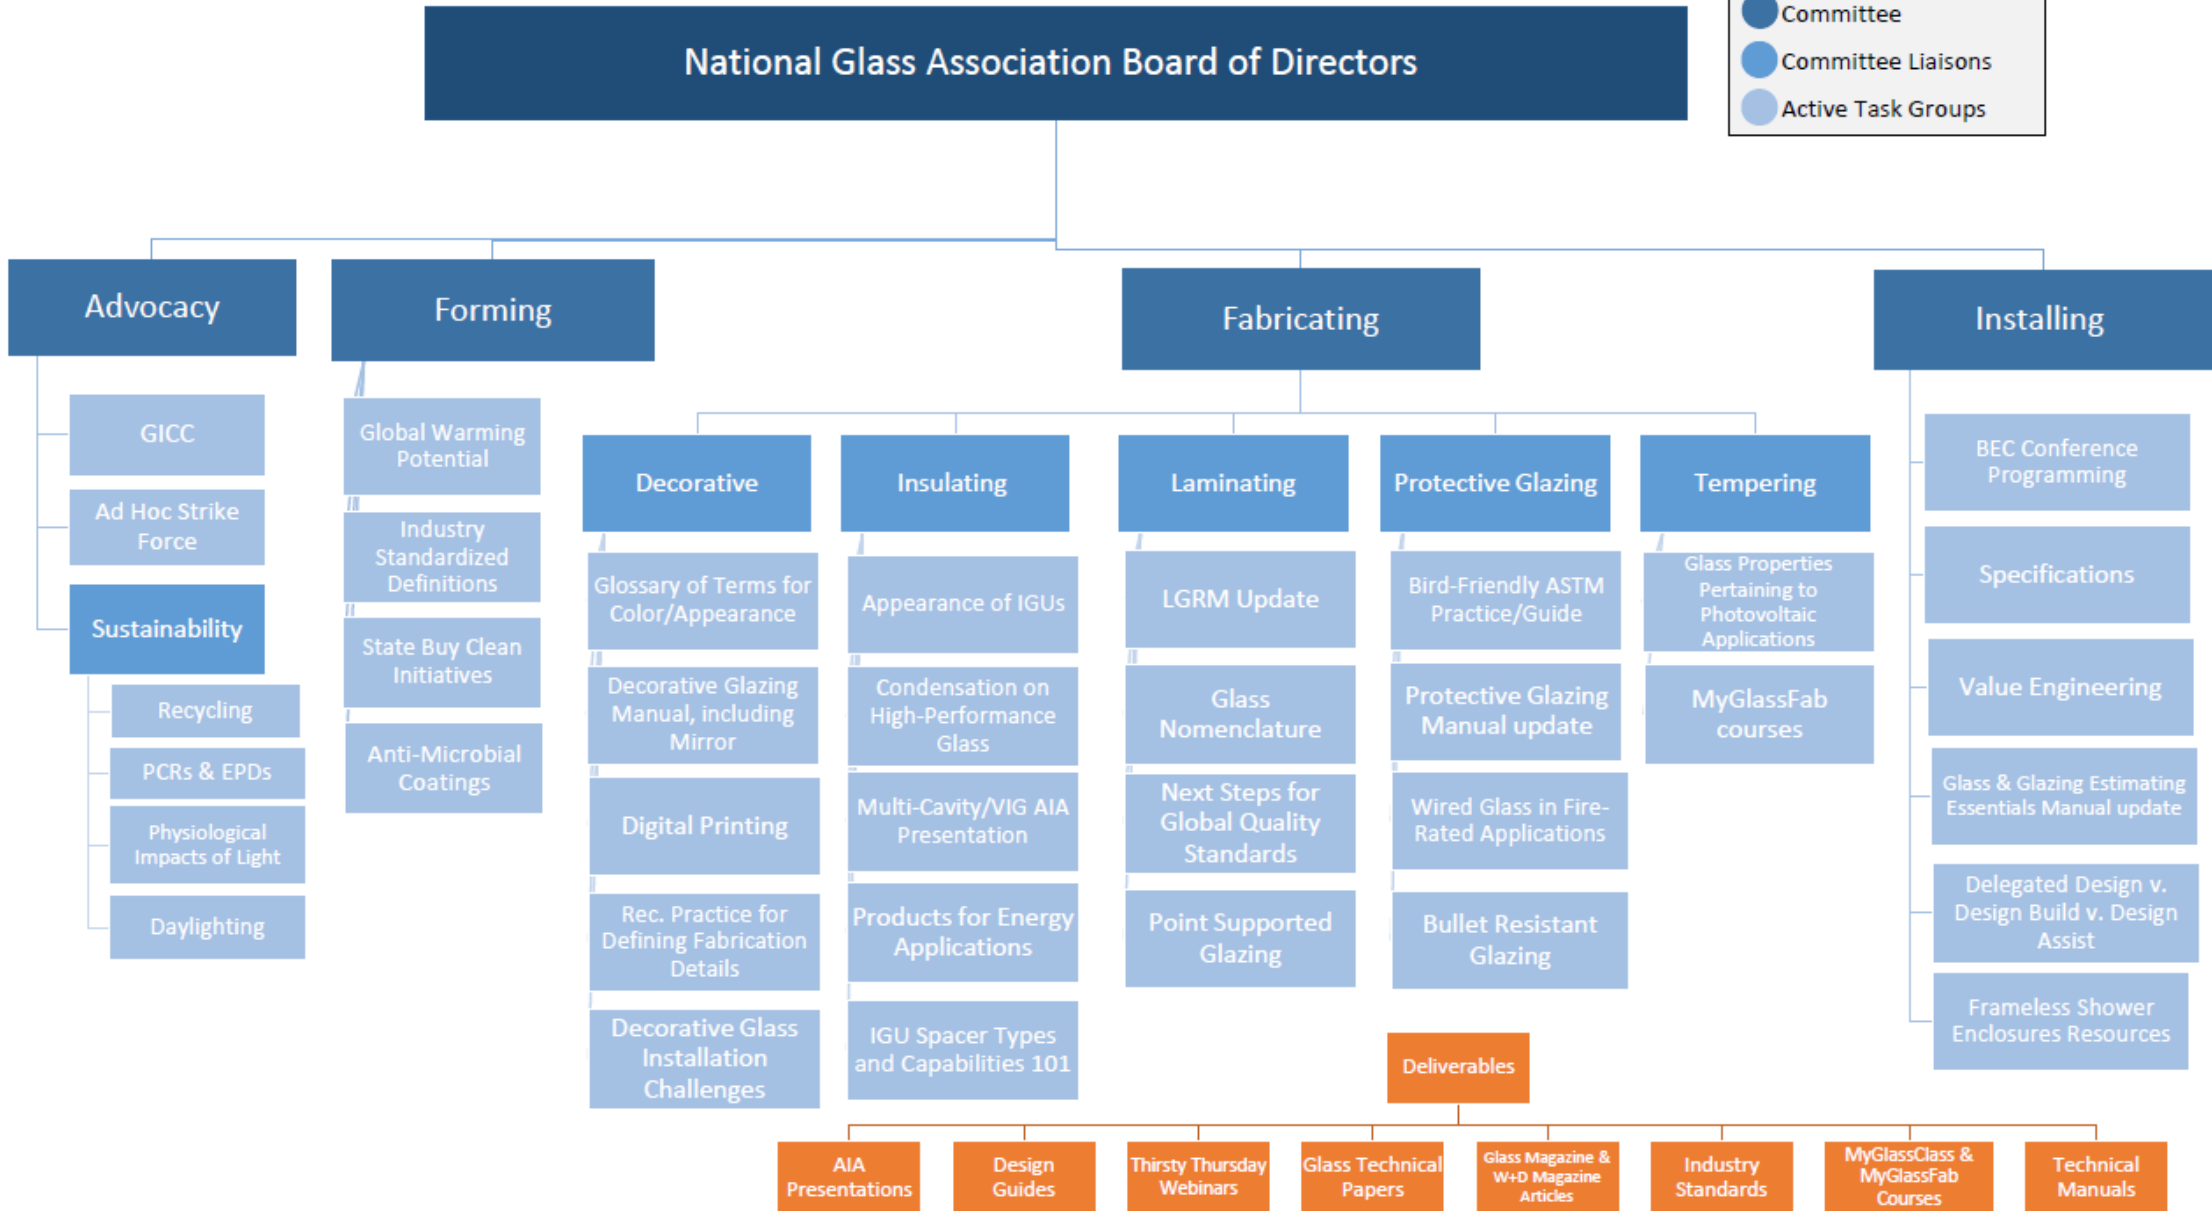 National Glass Association Board of Directors
Committee
Committee Liaisons
Active Task Groups
Advocacy
GICC
Ad Hoc Strike
Force
Sustainability
Recycling
PCRs & EPDs
Physiological
Impacts of Light
Daylighting
Forming
Global Warming
Potential
Industry
Standardized
Definitions
State Buy Clean
Initiatives
Anti-Microbial
Coatings
Fabricating
Decorative
Glossary of Terms for
Color/Appearance
Decorative Glazing
Manual, including
Mirror
Digital Printing
Rec. Practice for
Defining Fabrication
Details
Decorative Glass
Installation
Challenges
Insulating
Appearance of IGUs
Condensation on
High-Performance
Glass
Multi-Cavity/VIG AIA
Presentation
Products for Energy
Applications
IGU Spacer Types
and Capabilities 101
Laminating
LGRM Update
Glass
Nomenclature
Next Steps for
Global Quality
Standards
Point Supported
Glazing
Protective Glazing
Bird-Friendly ASTM
Practice/Guide
Protective Glazing
Manual update
Wired Glass in Fire-
Rated Applications
Bullet Resistant
Glazing
Tempering
Glass Properties
Pertaining to
Photovoltaic
Applications
MyGlassFab
courses
Installing
BEC Conference
Programming
Specifications
Value Engineering
Glass & Glazing Estimating
Essentials Manual update
Delegated Design v.
Design Build v. Design
Assist
Frameless Shower
Enclosures Resources
Deliverables
AIA
Presentations
Design
Guides
Thirsty Thursday
Webinars
Glass Technical
Papers
Glass Magazine &
W+D Magazine
Articles
Industry
Standards
MyGlassClass &
MyGlassFab
Courses
Technical
Manuals